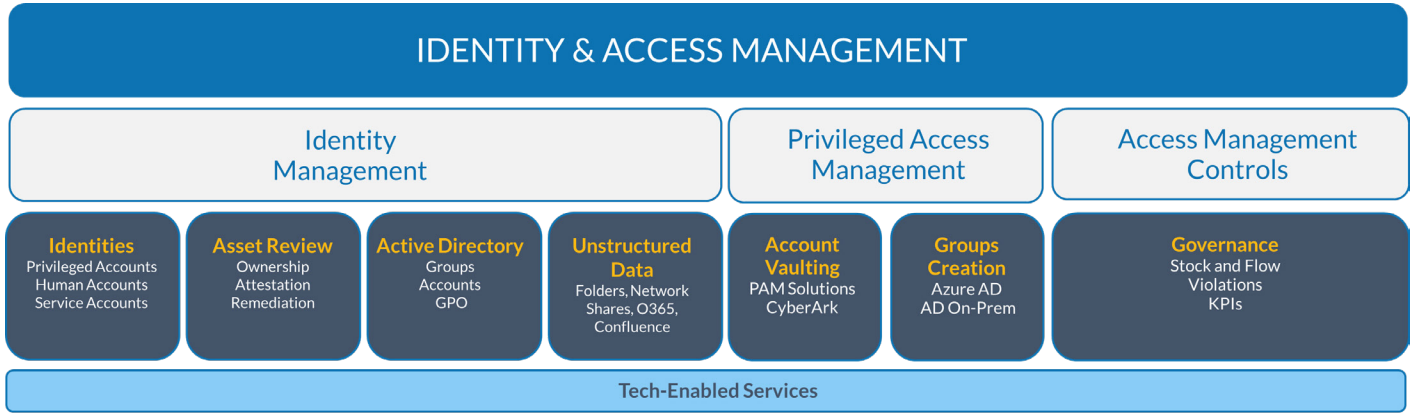 IDENTITY & ACCESS MANAGEMENT
Identity
Management
Privileged Access
Management
Access Management
Controls
Identities
Privileged Accounts
Human Accounts
Service Accounts
Asset Review
Ownership
Attestation
Remediation
Active Directory
Groups
Accounts
GPO
Unstructured
Data
Folders, Network
Shares, O365,
Confluence
Account
Vaulting
PAM Solutions
CyberArk
Groups
Creation
Azure AD
AD On-Prem
Governance
Stock and Flow
Violations
KPIs
Tech-Enabled Services